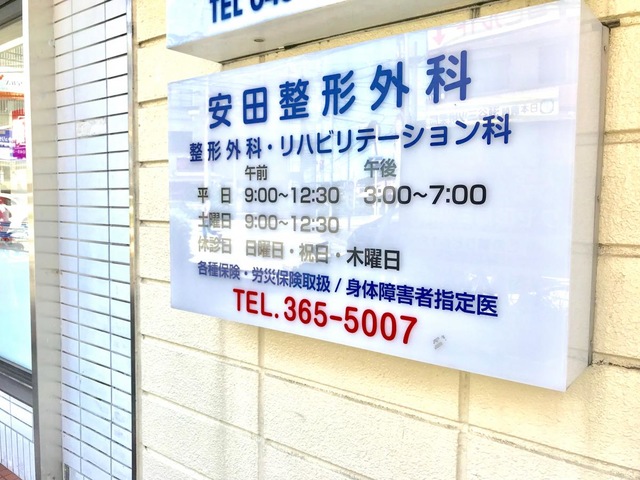 TEL 04
安田整形外科
整形外科・リハビリテーション科
午前 午後
平日 9:00~12:30 3:00~7:00
土曜日 9:00~12:30
休診日 日曜日・祝日・木曜日
各種保険・労災保険取扱/身体障害者指定医
TEL.365-5007